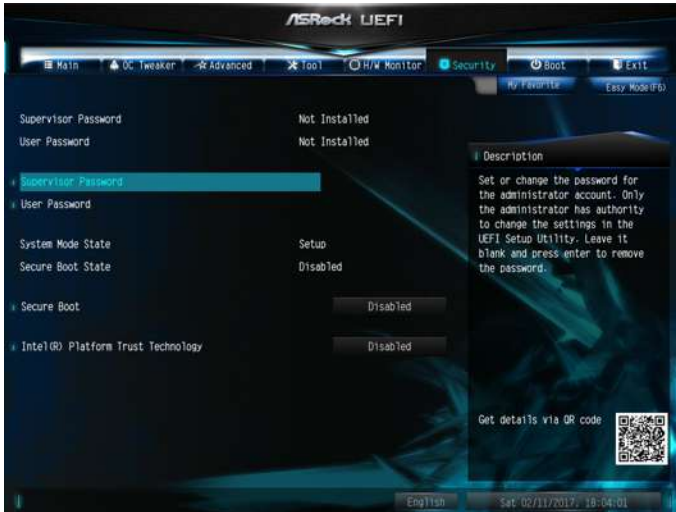 ASRock UEFI
Main OC Tweaker Advanced Tool H/W Monitor Security Boot Exit
My Favorite Easy Mode(F6)
Supervisor Password Not Installed
User Password Not Installed
Supervisor Password
User Password
System Mode State Setup
Secure Boot State Disabled
Secure Boot Disabled
Intel(R) Platform Trust Technology Disabled
Description
Set or change the password for
the administrator account. Only
the administrator has authority
to change the settings in the
UEFI Setup Utility. Leave it
blank and press enter to remove
the password.
Get details via QR code
English Sat 02/11/2017, 18:04:01